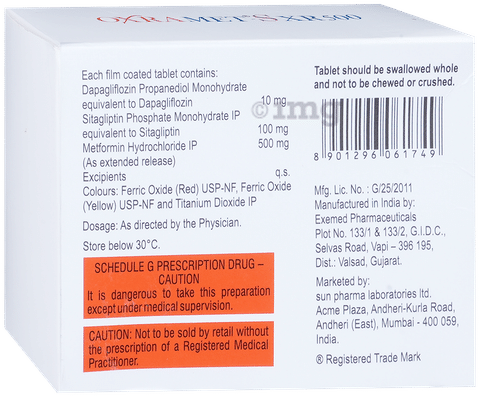 OXRAMET S XR 500
Each film coated tablet contains:
Dapagliflozin Propanediol Monohydrate
equivalent to Dapagliflozin 10 mg
Sitagliptin Phosphate Monohydrate IP
equivalent to Sitagliptin 100 mg
Metformin Hydrochloride IP 500 mg
(As extended release)
Excipients q.s.
Colours: Ferric Oxide (Red) USP-NF, Ferric Oxide
(Yellow) USP-NF and Titanium Dioxide IP
Dosage: As directed by the Physician.
Store below 30°C.
SCHEDULE G PRESCRIPTION DRUG –
CAUTION
It is dangerous to take this preparation
except under medical supervision.
CAUTION: Not to be sold by retail without
the prescription of a Registered Medical
Practitioner.
Tablet should be swallowed whole
and not to be chewed or crushed.
8 901296 061749
Mfg. Lic. No. : G/25/2011
Manufactured in India by:
Exemed Pharmaceuticals
Plot No. 133/1 & 133/2, G.I.D.C.,
Selvas Road, Vapi – 396 195,
Dist.: Valsad, Gujarat.
Marketed by:
sun pharma laboratories ltd.
Acme Plaza, Andheri-Kurla Road,
Andheri (East), Mumbai - 400 059,
India.
® Registered Trade Mark
©1mg